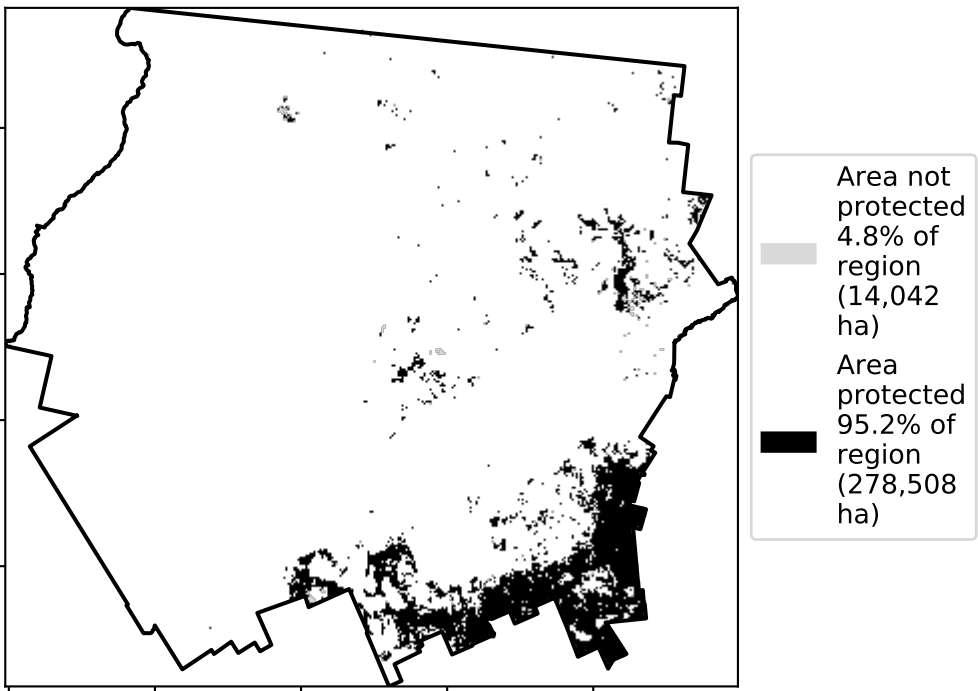 Area not
protected
4.8% of
region
(14,042
ha)
Area
protected
95.2% of
region
(278,508
ha)